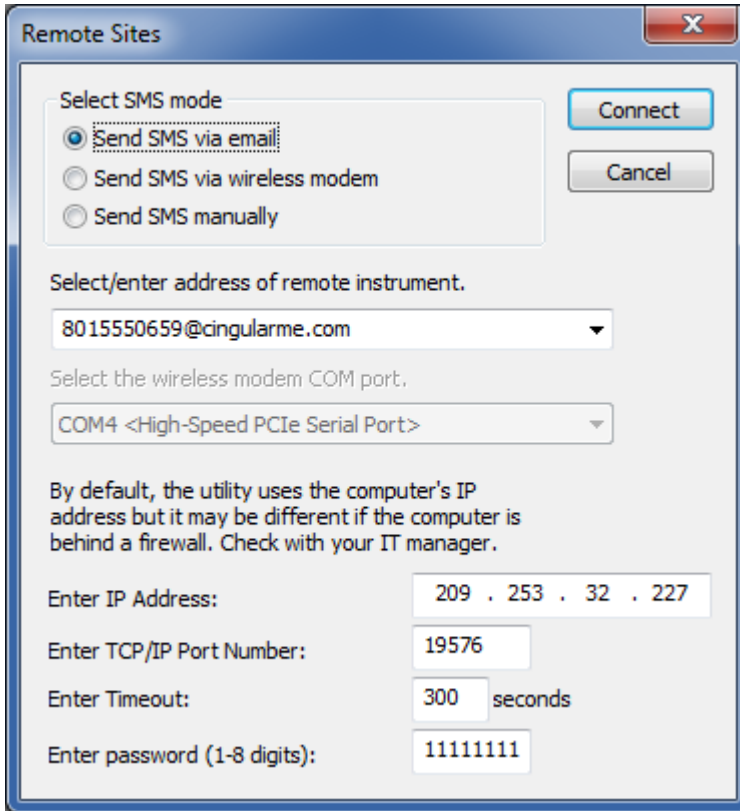 Remote Sites
Select SMS mode
Send SMS via email
Send SMS via wireless modem
Send SMS manually
Connect
Cancel
Select/enter address of remote instrument.
8015550659@cingularme.com
Select the wireless modem COM port.
COM4 <High-Speed PCIe Serial Port>
By default, the utility uses the computer's IP
address but it may be different if the computer is
behind a firewall. Check with your IT manager.
Enter IP Address: 209 . 253 . 32 . 227
Enter TCP/IP Port Number: 19576
Enter Timeout: 300 seconds
Enter password (1-8 digits): 11111111